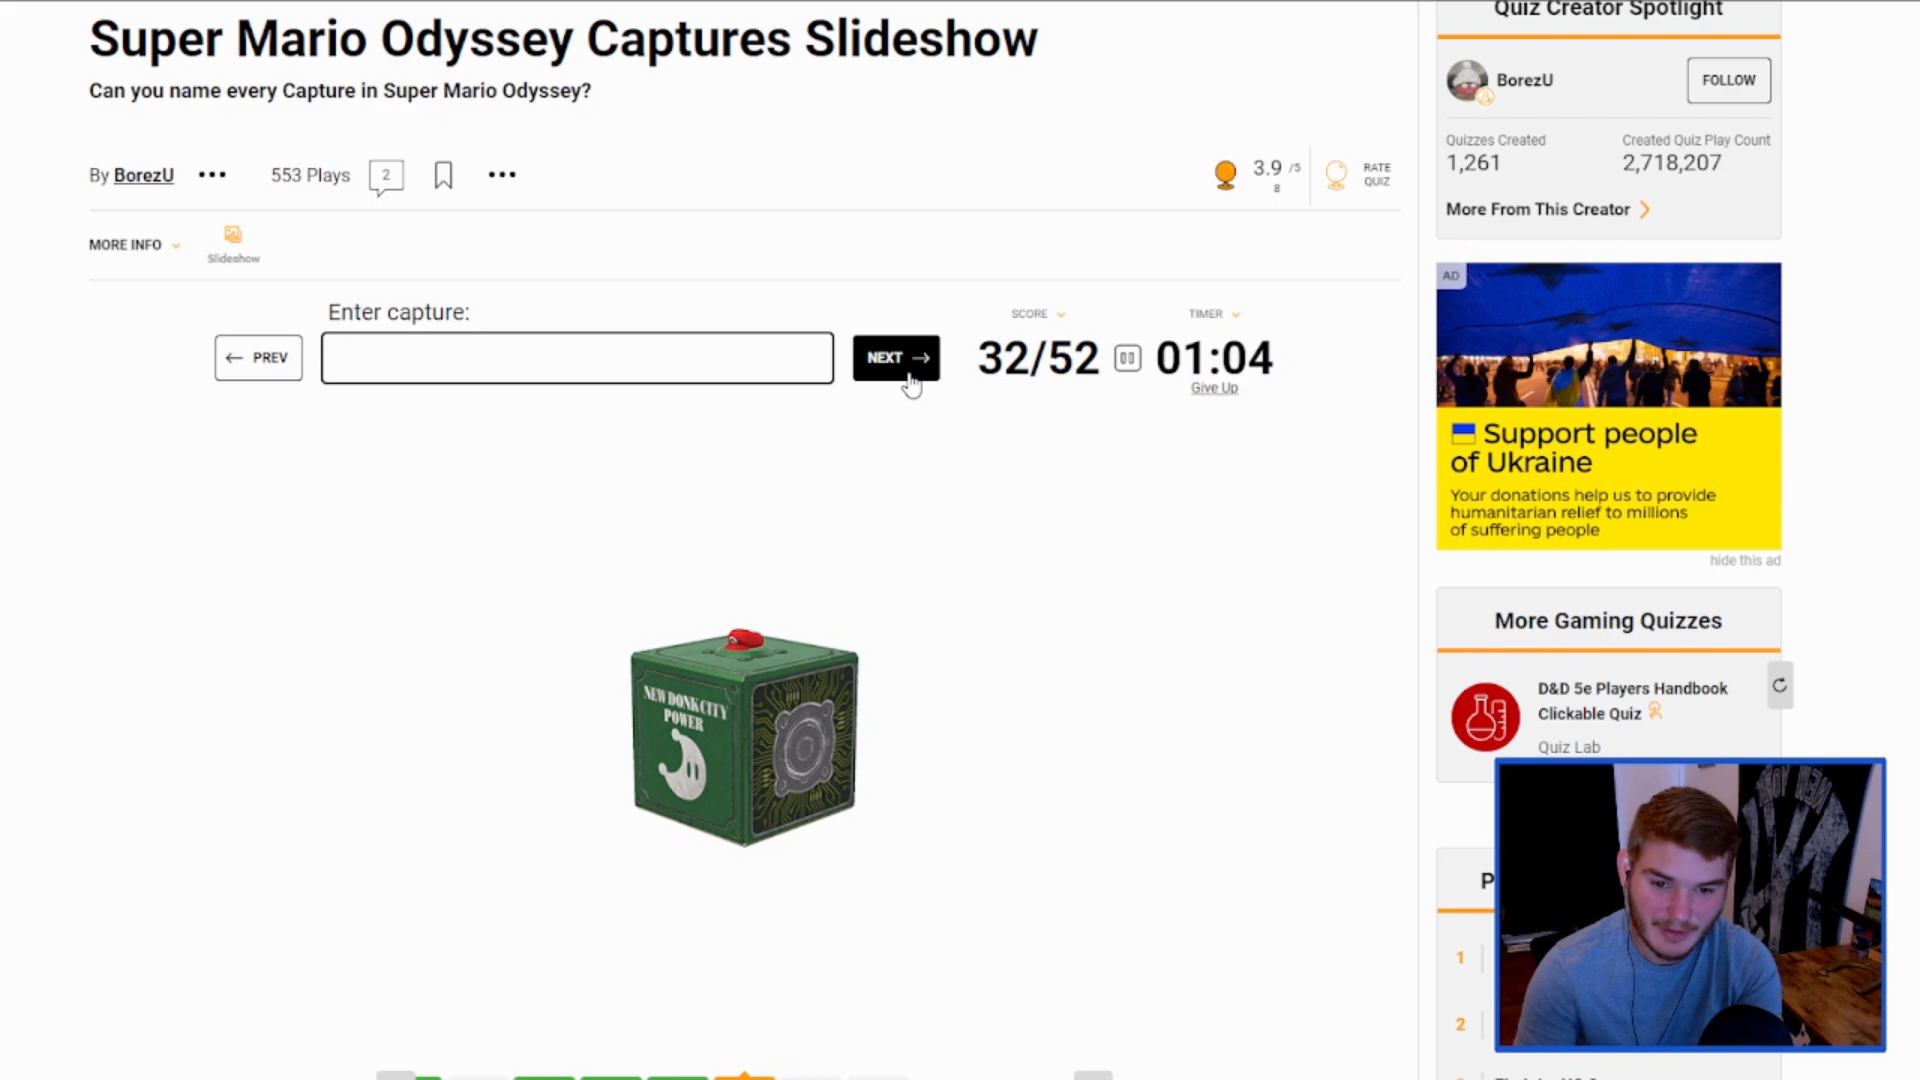 Super Mario Odyssey Captures Slideshow
Can you name every Capture in Super Mario Odyssey?
By BorezU
553 Plays
2
3.9 /5
8
RATE
QUIZ
MORE INFO
Slideshow
Enter capture:
PREV
NEXT
SCORE
32/52
TIMER
01:04
Give Up
NEW DONK CITY
POWER
Quiz Creator Spotlight
BorezU
FOLLOW
Quizzes Created
1,261
Created Quiz Play Count
2,718,207
More From This Creator
AD
Support people
of Ukraine
Your donations help us to provide
humanitarian relief to millions
of suffering people
hide this ad
More Gaming Quizzes
D&D 5e Players Handbook
Clickable Quiz
Quiz Lab
P
1
2